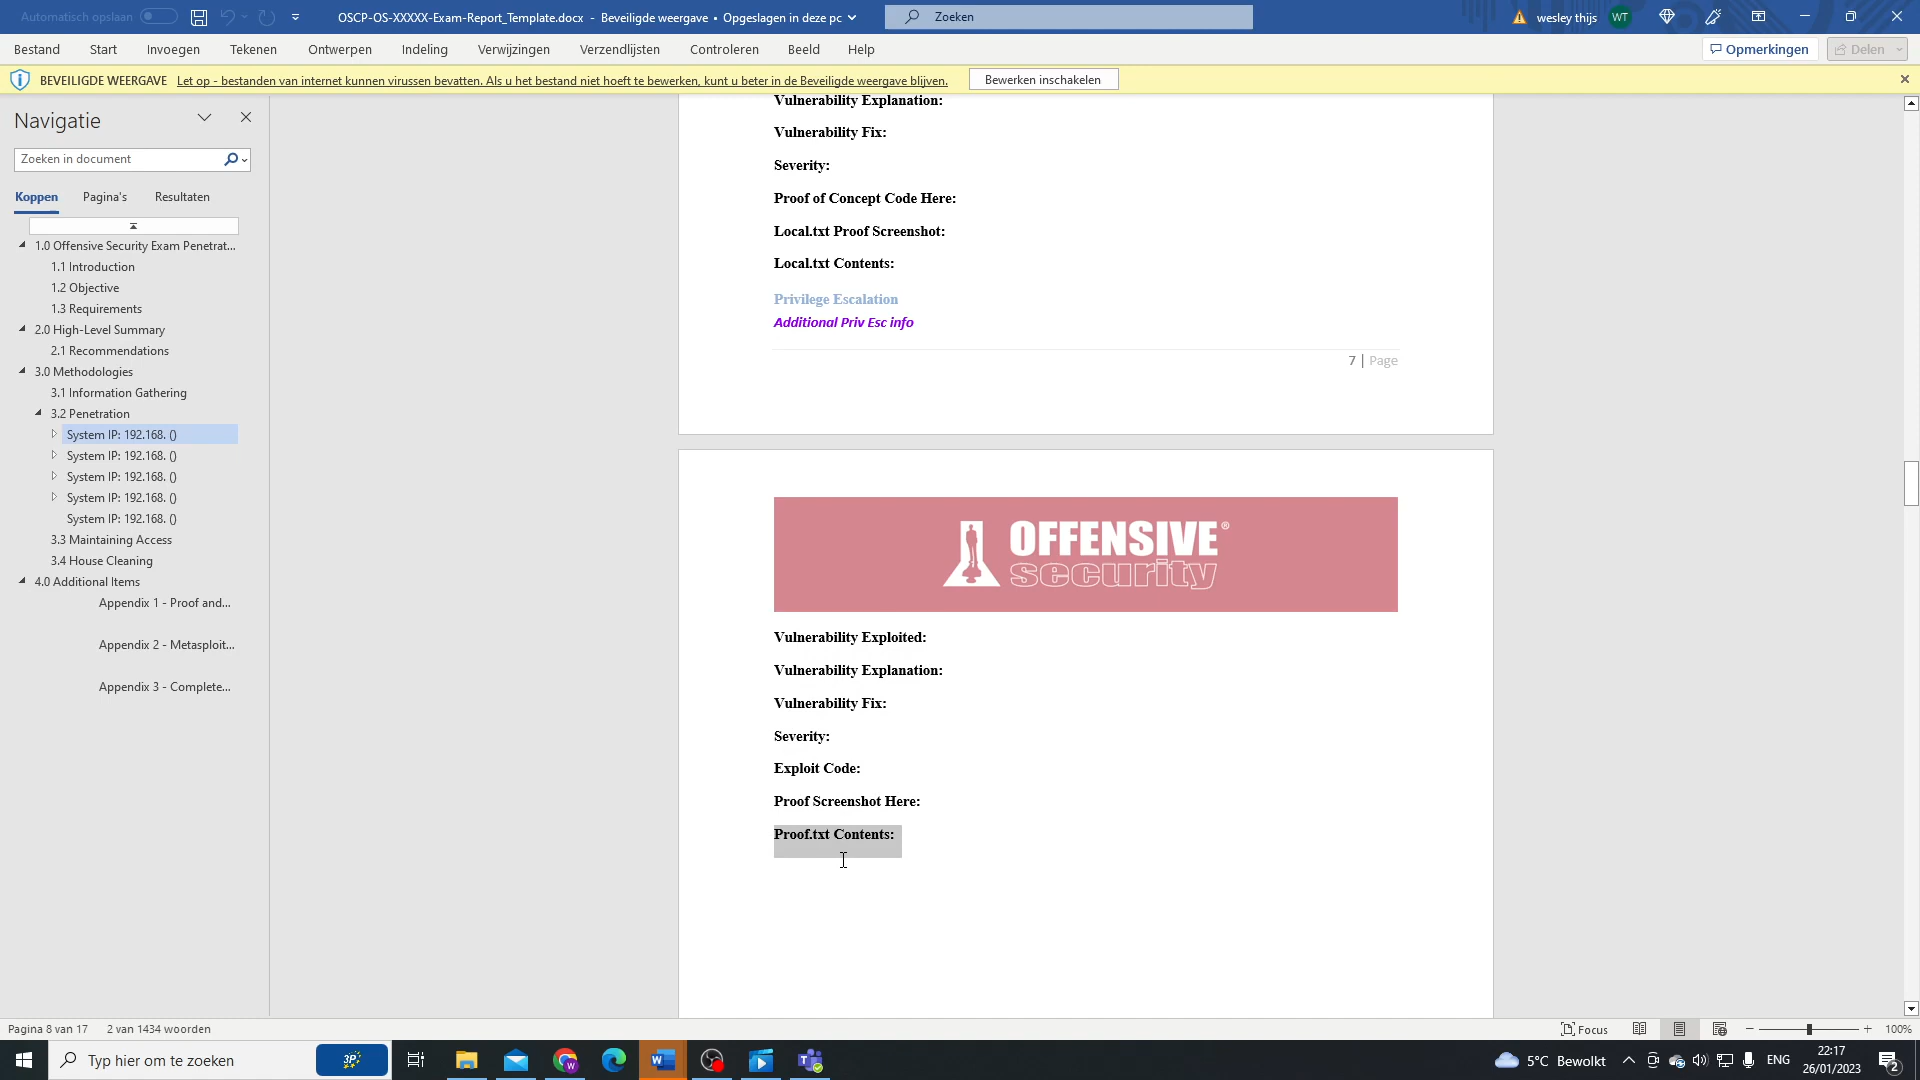 Automatisch opslaan
OSCP-OS-XXXXX-Exam-Report_Template.docx - Beveiligde weergave • Opgeslagen in deze pc
Zoeken
wesley thijs
WT
Bestand Start Invoegen Tekenen Ontwerpen Indeling Verwijzingen Verzendlijsten Controleren Beeld Help
Opmerkingen
Delen
BEVEILIGDE WEERGAVE Let op - bestanden van internet kunnen virussen bevatten. Als u het bestand niet hoeft te bewerken, kunt u beter in de Beveiligde weergave blijven.
Bewerken inschakelen
Navigatie
Zoeken in document
Koppen Pagina's Resultaten
1.0 Offensive Security Exam Penetrat...
1.1 Introduction
1.2 Objective
1.3 Requirements
2.0 High-Level Summary
2.1 Recommendations
3.0 Methodologies
3.1 Information Gathering
3.2 Penetration
System IP: 192.168. ()
System IP: 192.168. ()
System IP: 192.168. ()
System IP: 192.168. ()
System IP: 192.168. ()
3.3 Maintaining Access
3.4 House Cleaning
4.0 Additional Items
Appendix 1 - Proof and...
Appendix 2 - Metasploit...
Appendix 3 - Complete...
Vulnerability Explanation:
Vulnerability Fix:
Severity:
Proof of Concept Code Here:
Local.txt Proof Screenshot:
Local.txt Contents:
Privilege Escalation
Additional Priv Esc info
7 | Page
OFFENSIVE®
security
Vulnerability Exploited:
Vulnerability Explanation:
Vulnerability Fix:
Severity:
Exploit Code:
Proof Screenshot Here:
Proof.txt Contents:
Pagina 8 van 17 2 van 1434 woorden
Focus
100%
Typ hier om te zoeken
5°C Bewolkt
ENG
22:17
26/01/2023
2